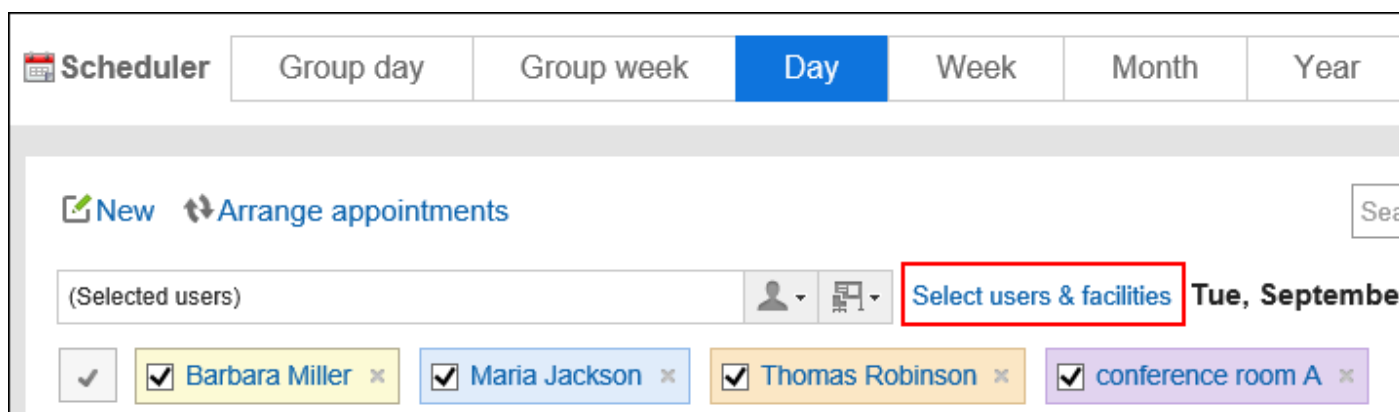 Scheduler Group day Group week Day Week Month Year
New Arrange appointments
(Selected users) Select users & facilities Tue,
Barbara Miller × Maria Jackson × Thomas Robinson × conference room A ×